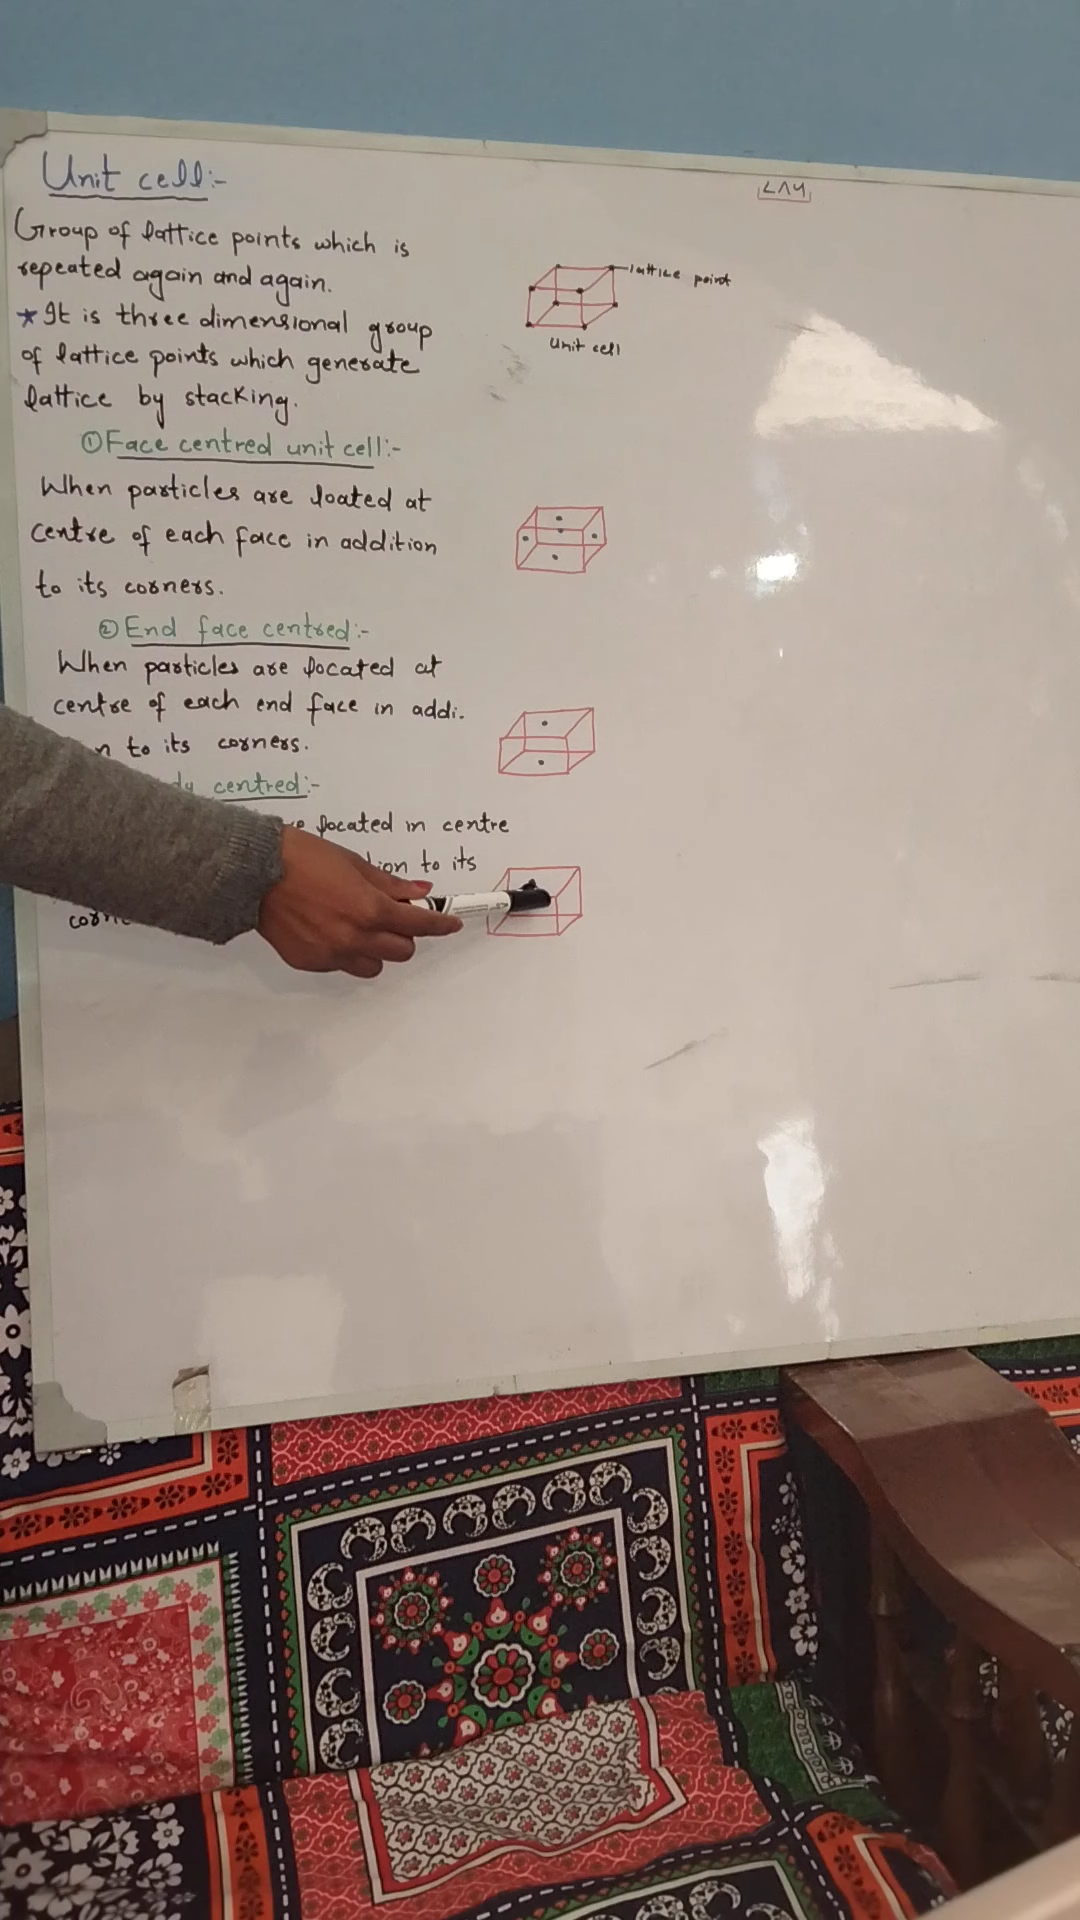 Unit cell:-
Group of lattice points which is
repeated again and again.
* It is three dimensional group
of lattice points which generate
lattice by stacking.
① Face centred unit cell:-
When particles are loated at
centre of each face in addition
to its corners.
② End face centred:-
When particles are located at
centre of each end face in addi.
n to its corners.
dy centred:-
located in centre
tion to its
corne
lattice point
Unit cell